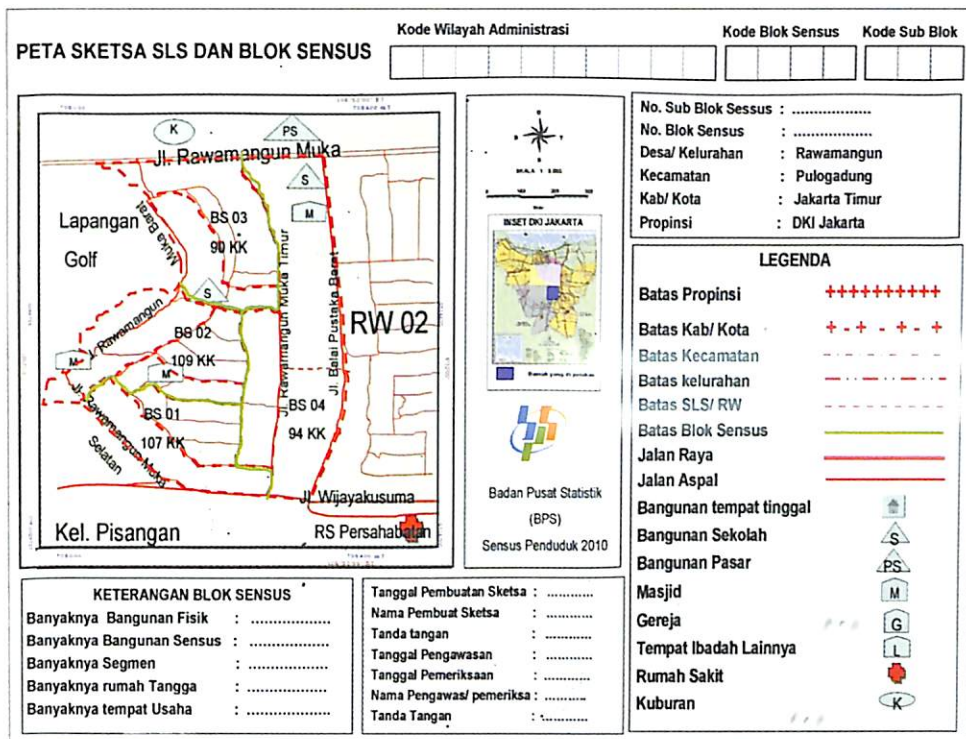 PETA SKETSA SLS DAN BLOK SENSUS
Kode Wilayah Administrasi
Kode Blok Sensus
Kode Sub Blok
K
PS
Jl. Rawamangun Muka
S
M
Lapangan
Golf
Muka Barat
BS 03
90 KK
S
Jl. Rawamangun Muka Timur
Jl. Balai Pustaka Barat
RW 02
Jl. Rawamangun
BS 02
109 KK
M
M
Jl. Rawamangun Muka
Selatan
BS 01
107 KK
BS 04
94 KK
Jl. Wijayakusuma
Kel. Pisangan
RS Persahabatan
INSET DKI JAKARTA
Badan Pusat Statistik
(BPS)
Sensus Penduduk 2010
No. Sub Blok Sessus : ..................
No. Blok Sensus : ..................
Desa/ Kelurahan : Rawamangun
Kecamatan : Pulogadung
Kab/ Kota : Jakarta Timur
Propinsi : DKI Jakarta
LEGENDA
Batas Propinsi
Batas Kab/ Kota
Batas Kecamatan
Batas kelurahan
Batas SLS/ RW
Batas Blok Sensus
Jalan Raya
Jalan Aspal
Bangunan tempat tinggal
Bangunan Sekolah S
Bangunan Pasar PS
Masjid M
Gereja G
Tempat Ibadah Lainnya L
Rumah Sakit
Kuburan K
KETERANGAN BLOK SENSUS
Banyaknya Bangunan Fisik : ..................
Banyaknya Bangunan Sensus : ..................
Banyaknya Segmen : ..................
Banyaknya rumah Tangga : ..................
Banyaknya tempat Usaha : ..................
Tanggal Pembuatan Sketsa : ............
Nama Pembuat Sketsa : ............
Tanda tangan : ............
Tanggal Pengawasan : ............
Tanggal Pemeriksaan : ............
Nama Pengawas/ pemeriksa : ............
Tanda Tangan : ............